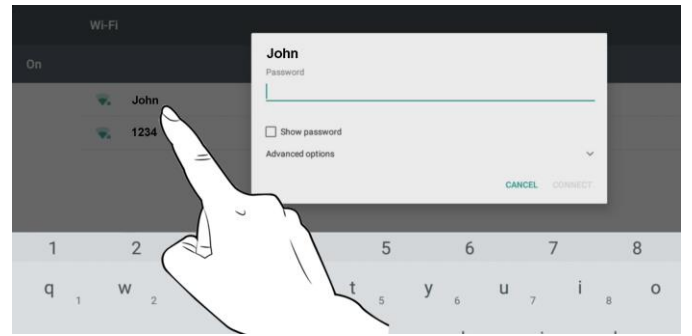 Wi-Fi
On
John
1234
John
Password
Show password
Advanced options
CANCEL CONNECT
1 2 5 6 7 8
q 1 w 2 t 5 y 6 u 7 i 8 o